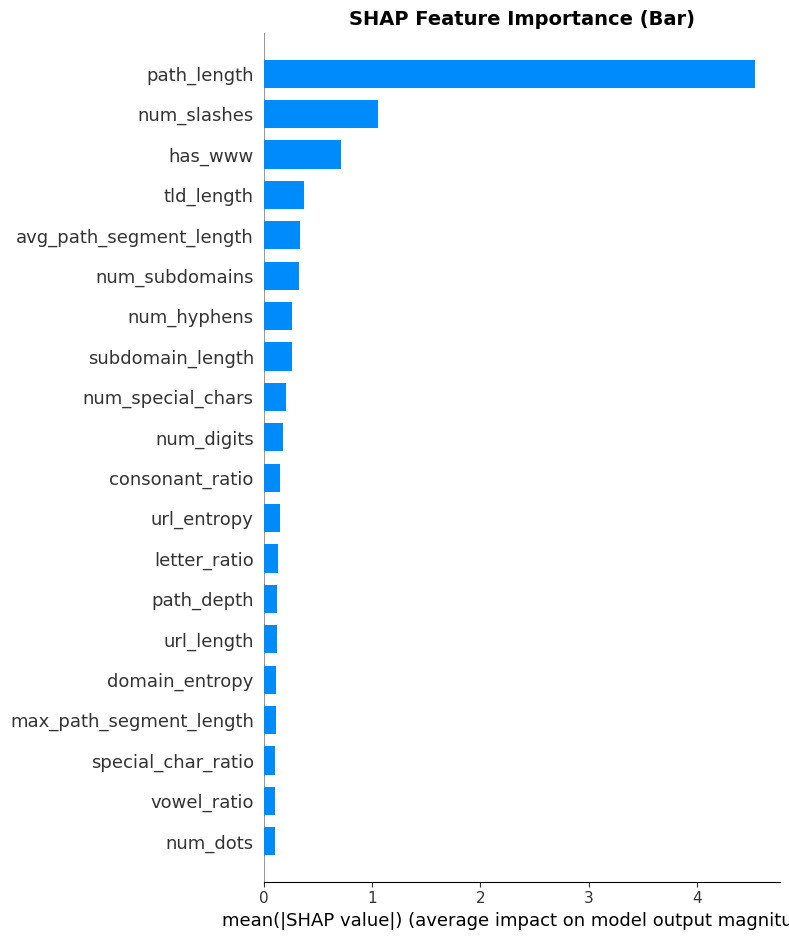 SHAP Feature Importance (Bar)
path_length
num_slashes
has_www
tld_length
avg_path_segment_length
num_subdomains
num_hyphens
subdomain_length
num_special_chars
num_digits
consonant_ratio
url_entropy
letter_ratio
path_depth
url_length
domain_entropy
max_path_segment_length
special_char_ratio
vowel_ratio
num_dots
0 1 2 3 4
mean(|SHAP value|) (average impact on model output magnitu